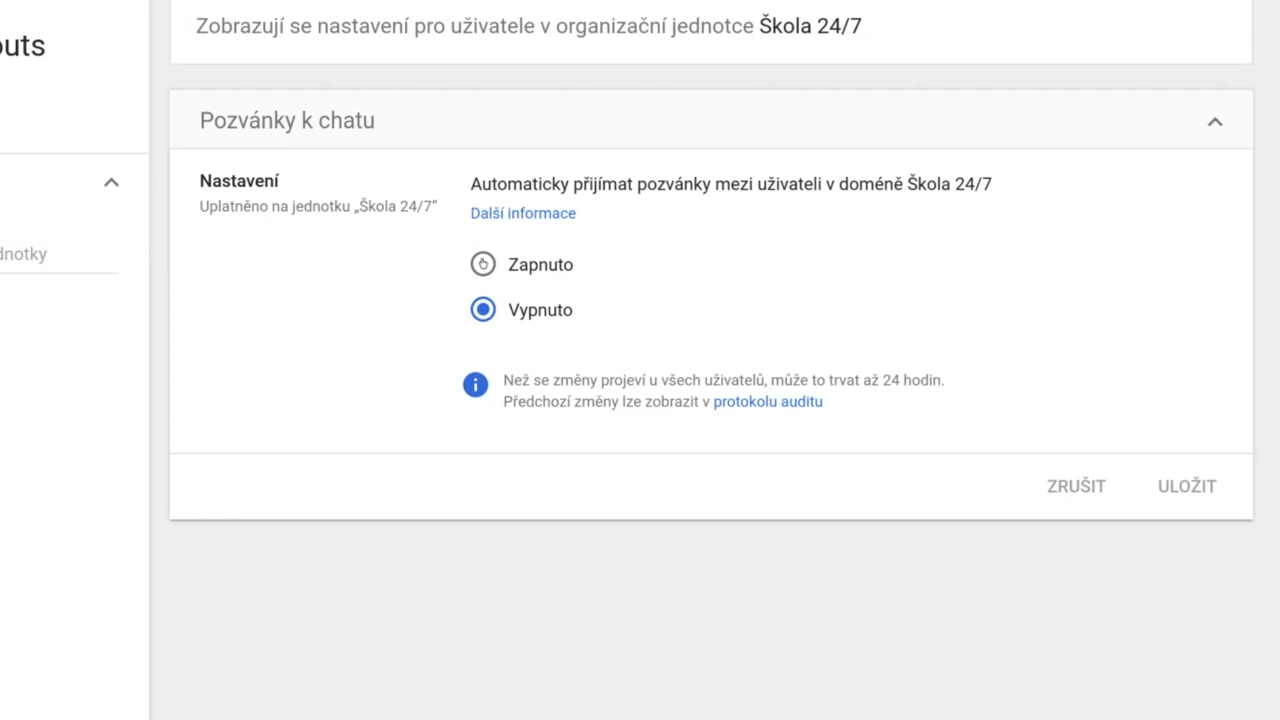 Zobrazují se nastavení pro uživatele v organizační jednotce Škola 24/7
outs
Pozvánky k chatu
Nastavení
Uplatněno na jednotku „Škola 24/7”
Automaticky přijímat pozvánky mezi uživateli v doméně Škola 24/7
Další informace
dnotky
Zapnuto
Vypnuto
Než se změny projeví u všech uživatelů, může to trvat až 24 hodin.
Předchozí změny lze zobrazit v protokolu auditu
ZRUŠIT
ULOŽIT